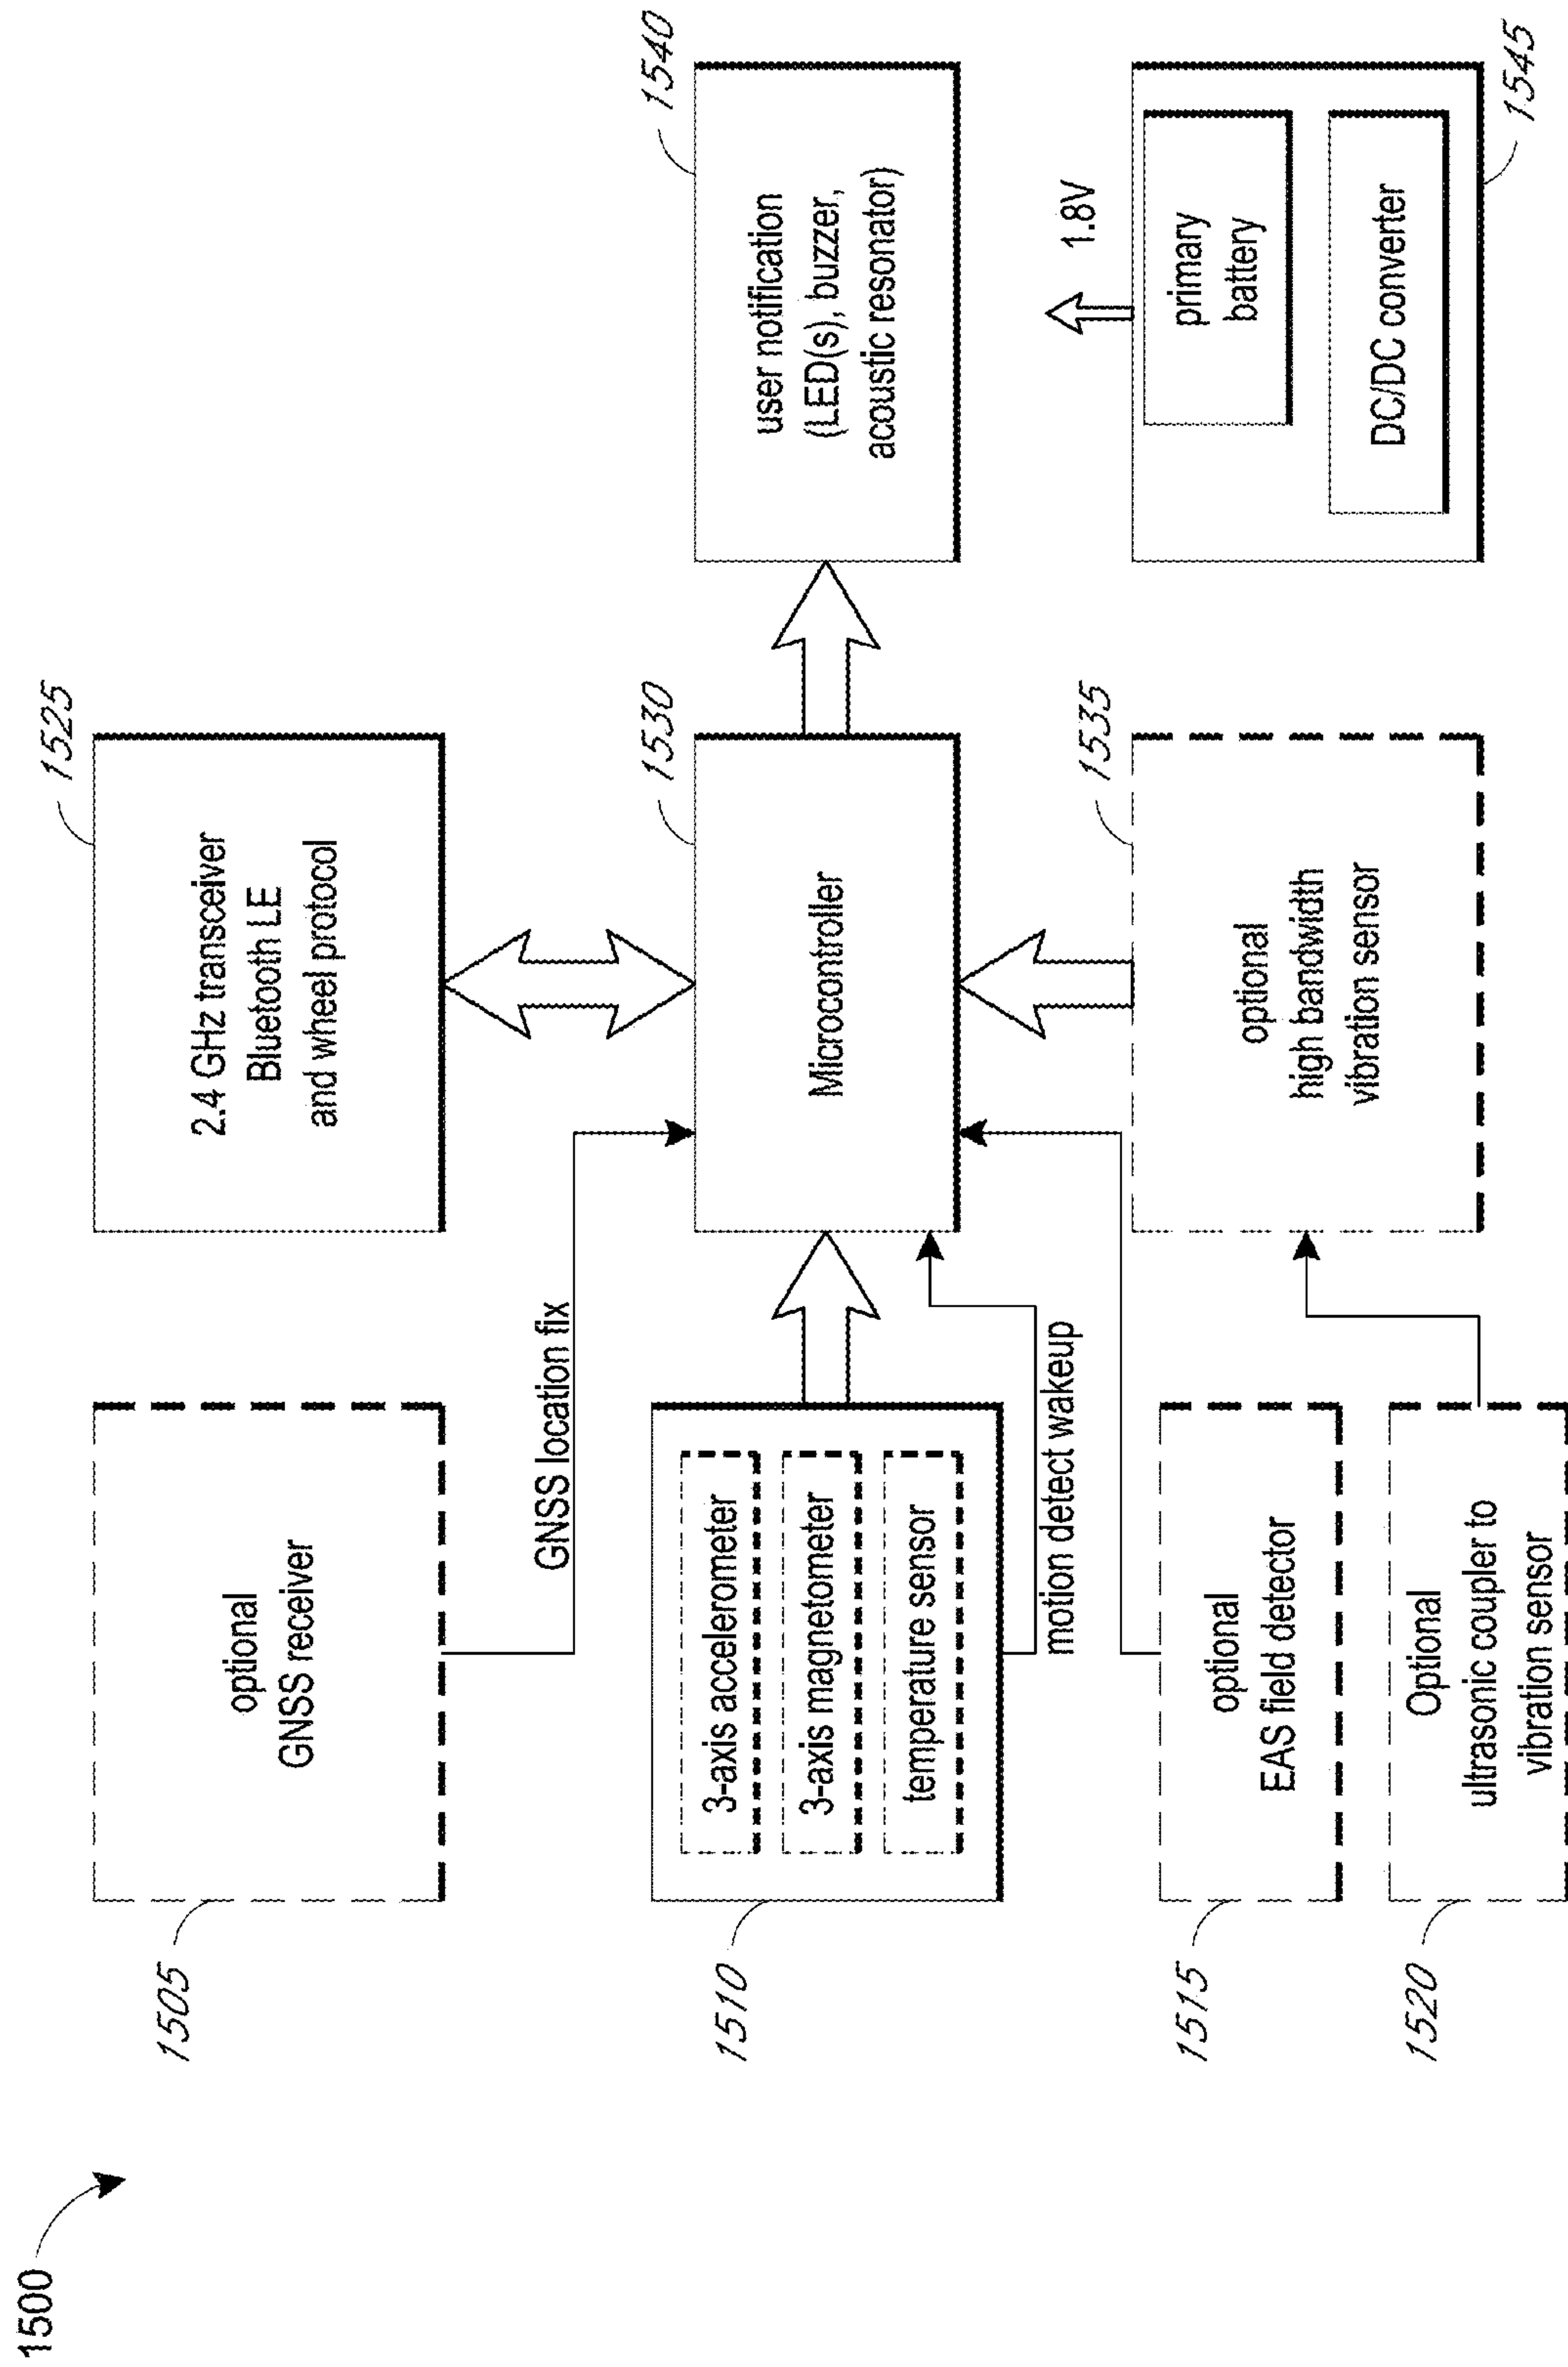 1500
1505
optional
GNSS receiver
GNSS location fix
1525
2.4 GHz transceiver
Bluetooth LE
and wheel protocol
1510
3-axis accelerometer
3-axis magnetometer
temperature sensor
motion detect wakeup
1530
Microcontroller
1540
user notification
(LED(s), buzzer,
acoustic resonator)
1515
optional
EAS field detector
1520
Optional
ultrasonic coupler to
vibration sensor
1535
optional
high bandwidth
vibration sensor
1.8V
primary
battery
DC/DC converter
1545